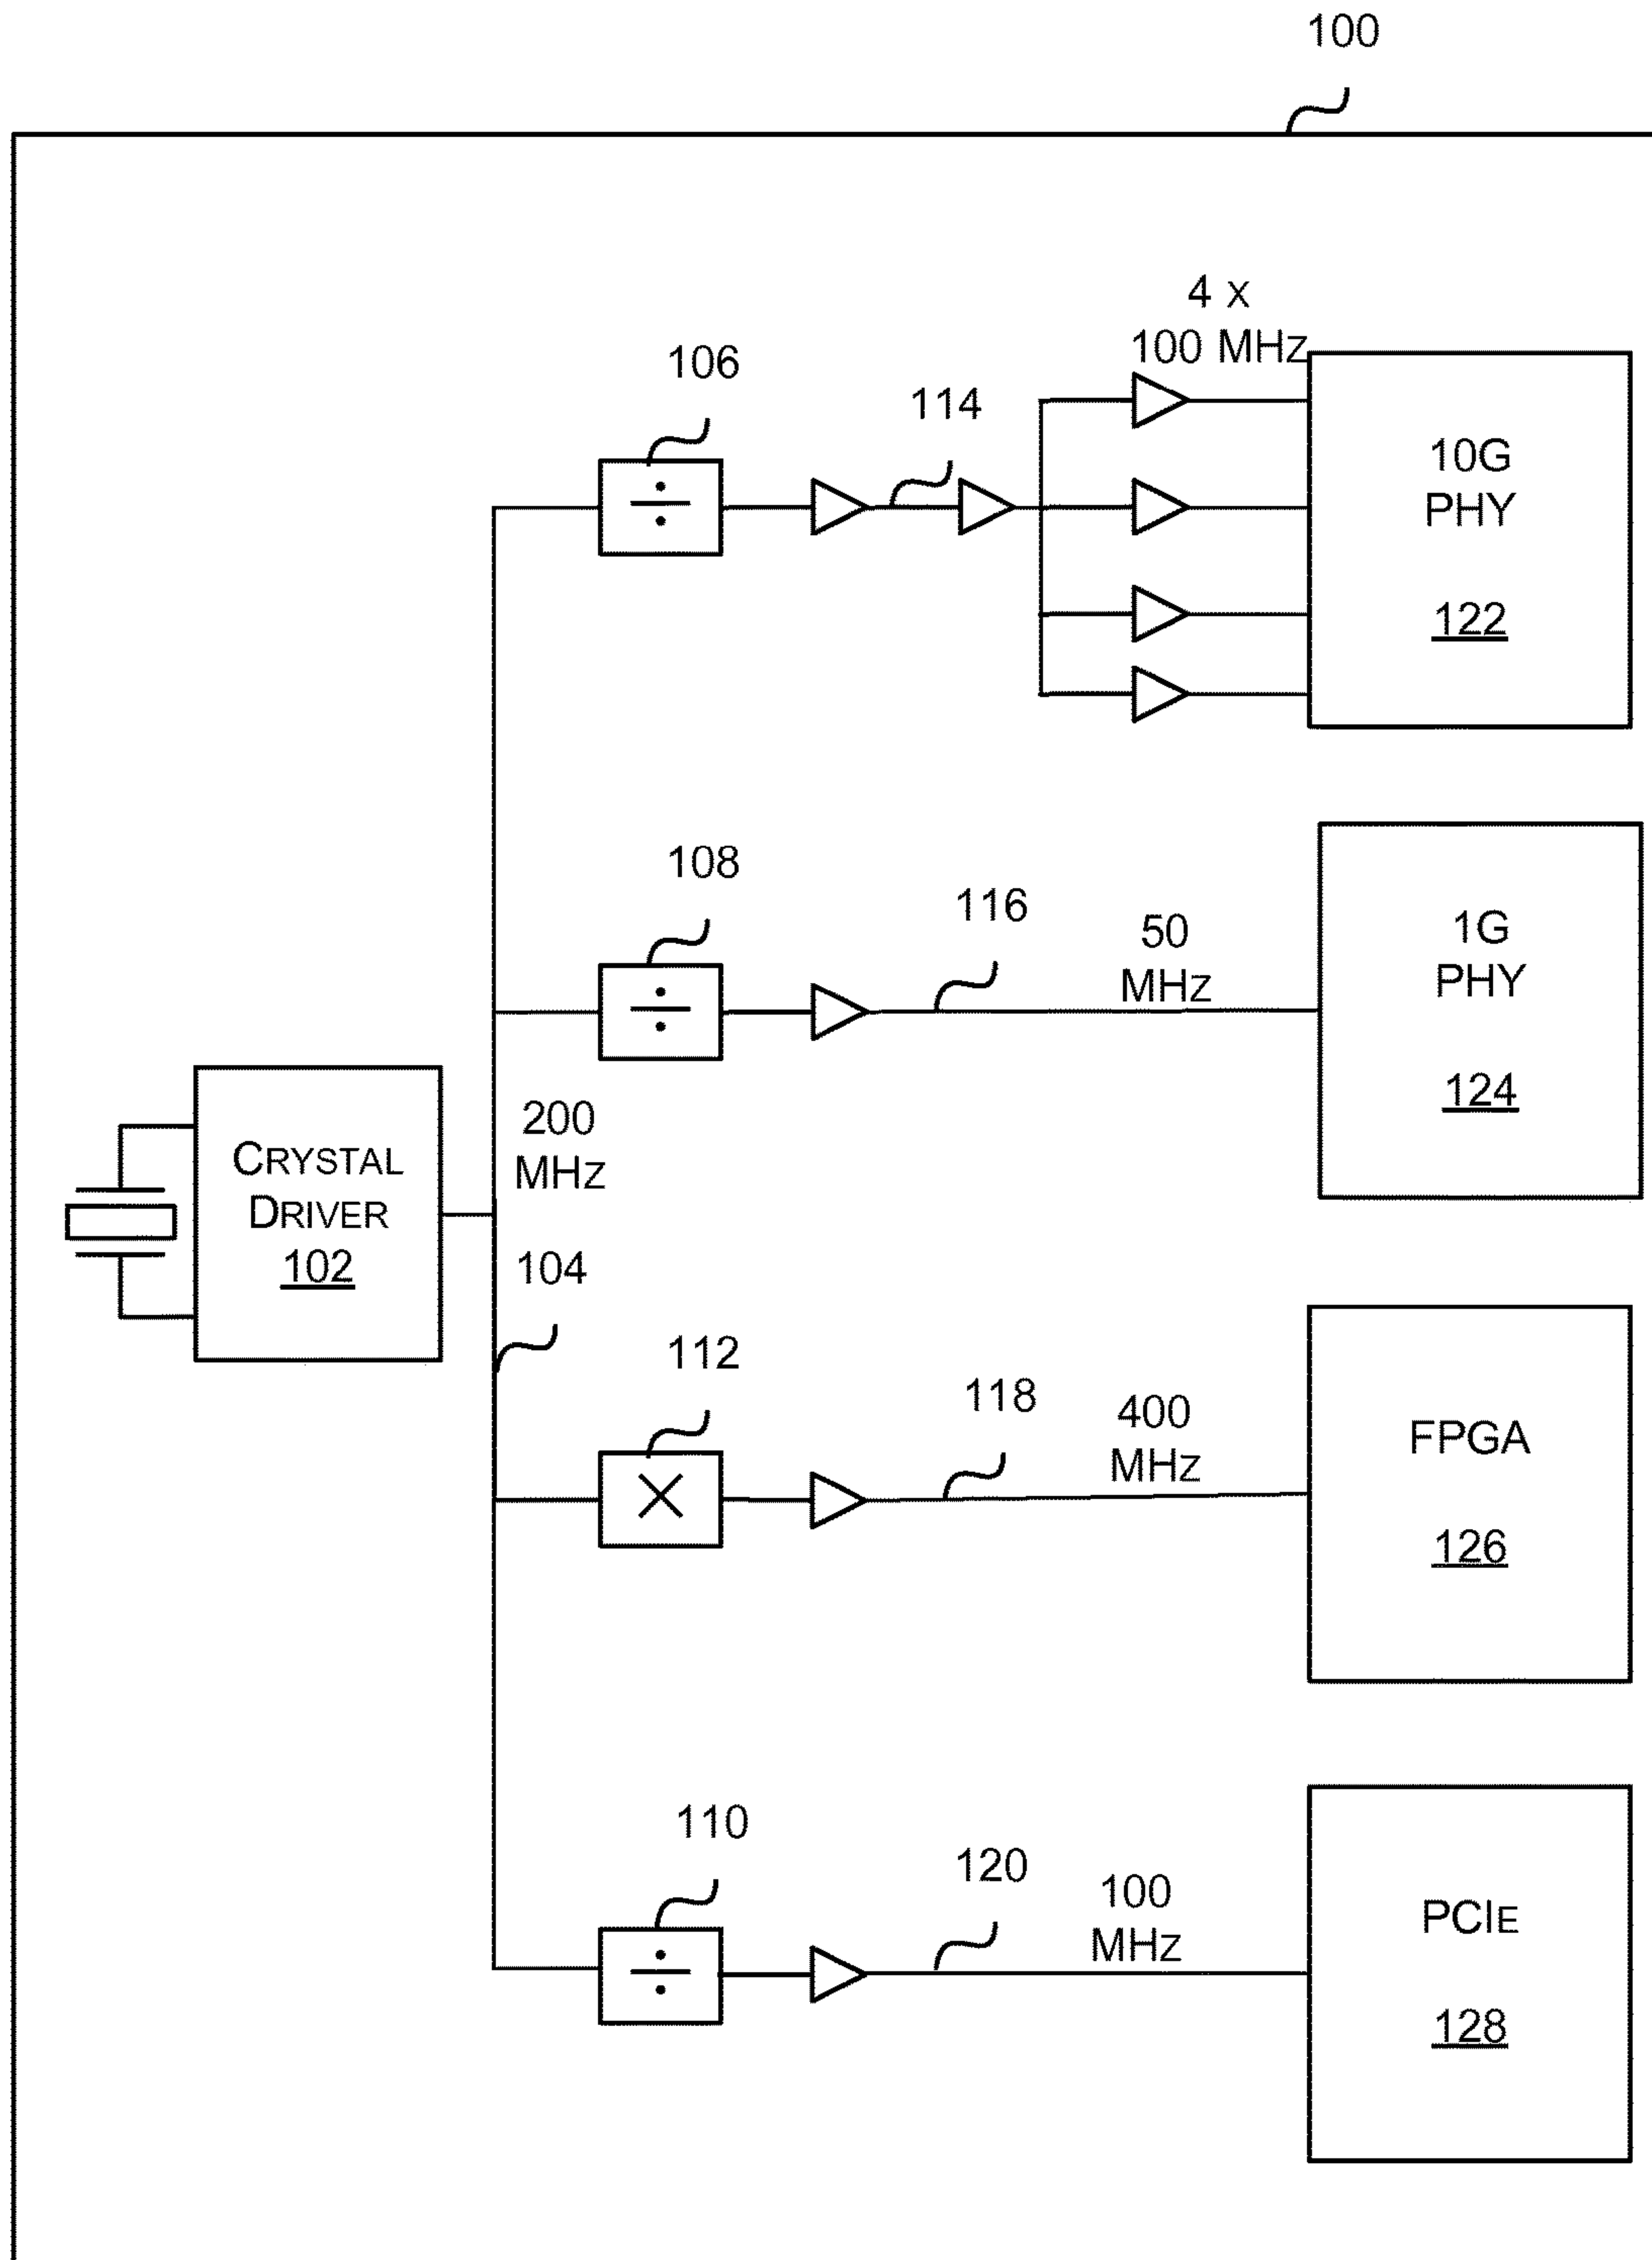 100
4 X
100 MHZ
106
114
10G
PHY
122
108
116
50
MHZ
1G
PHY
124
200
MHZ
CRYSTAL
DRIVER
102
104
112
118
400
MHZ
FPGA
126
110
120
100
MHZ
PCIE
128